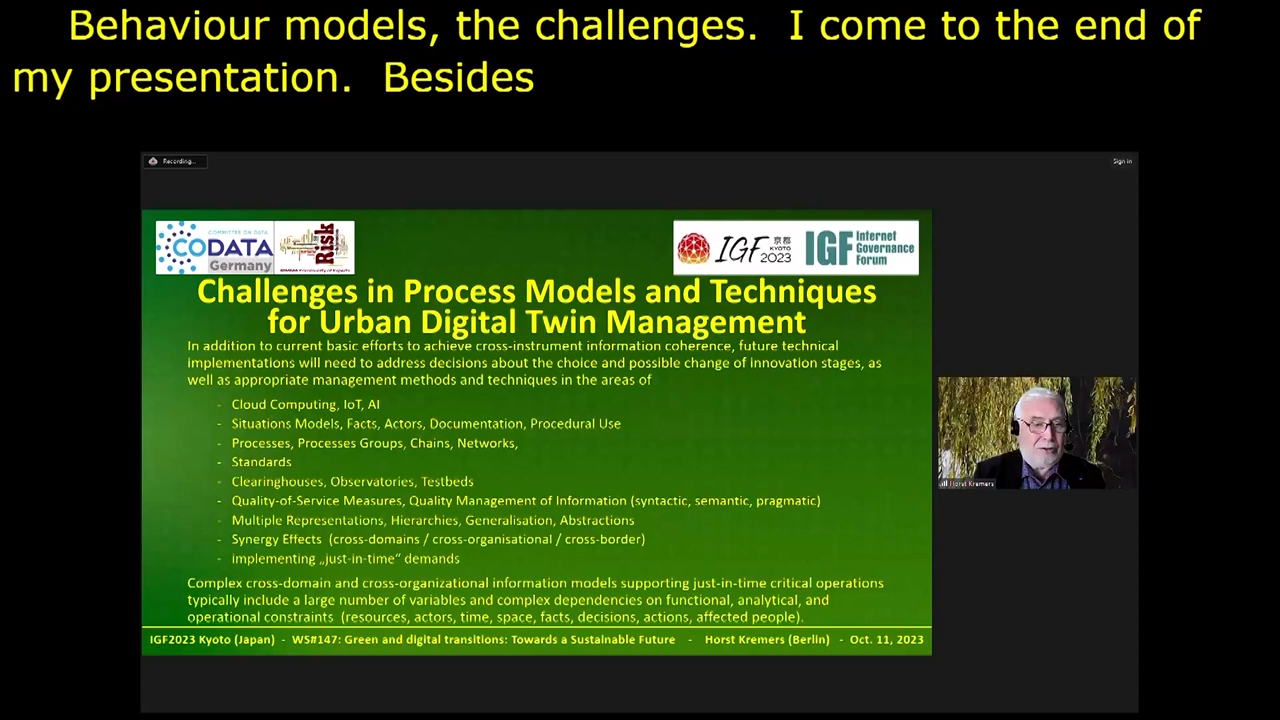 Behaviour models, the challenges. I come to the end of
my presentation. Besides
Recording...
Sign in
COMMITTEE ON DATA
CODATA
Germany
Risk
IGF 京都
KYOTO
2023
IGF Internet
Governance
Forum
Challenges in Process Models and Techniques
for Urban Digital Twin Management
In addition to current basic efforts to achieve cross-instrument information coherence, future technical
implementations will need to address decisions about the choice and possible change of innovation stages, as
well as appropriate management methods and techniques in the areas of
- Cloud Computing, IoT, AI
- Situations Models, Facts, Actors, Documentation, Procedural Use
- Processes, Processes Groups, Chains, Networks,
- Standards
- Clearinghouses, Observatories, Testbeds
- Quality-of-Service Measures, Quality Management of Information (syntactic, semantic, pragmatic)
- Multiple Representations, Hierarchies, Generalisation, Abstractions
- Synergy Effects (cross-domains / cross-organisational / cross-border)
- implementing „just-in-time“ demands
Complex cross-domain and cross-organizational information models supporting just-in-time critical operations
typically include a large number of variables and complex dependencies on functional, analytical, and
operational constraints (resources, actors, time, space, facts, decisions, actions, affected people).
IGF2023 Kyoto (Japan) - WS#147: Green and digital transitions: Towards a Sustainable Future - Horst Kremers (Berlin) - Oct. 11, 2023
Horst Kremers